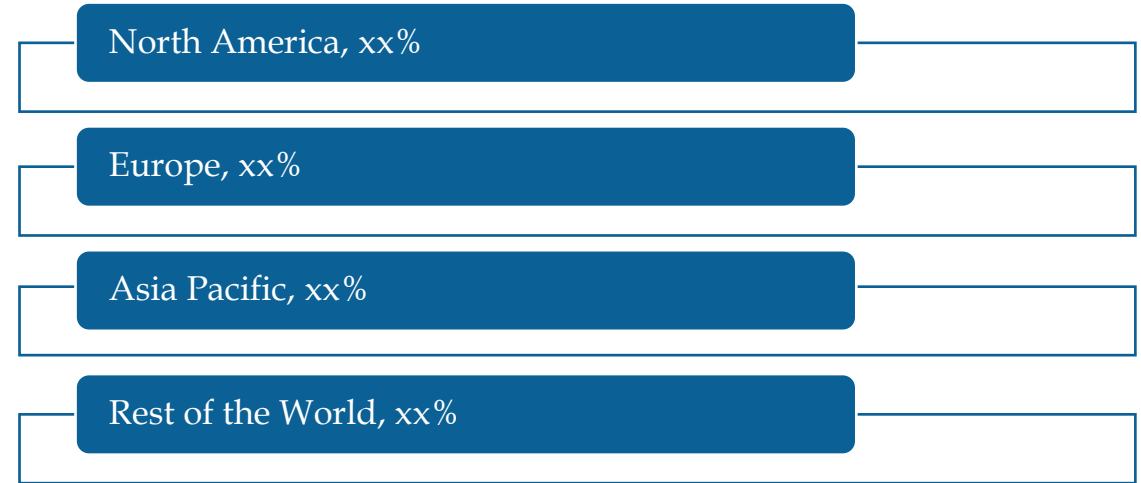 North America, xx%
Europe, xx%
Asia Pacific, xx%
Rest of the World, xx%